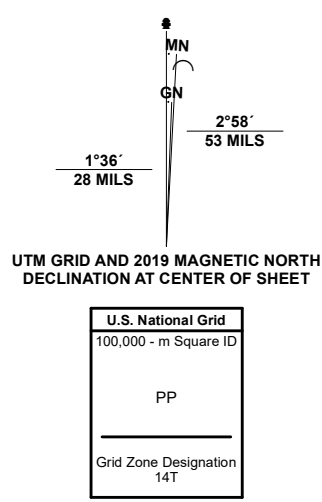 MN
GN
2°58´
53 MILS
1°36´
28 MILS
UTM GRID AND 2019 MAGNETIC NORTH
DECLINATION AT CENTER OF SHEET
U.S. National Grid
100,000 - m Square ID
PP
Grid Zone Designation
14T